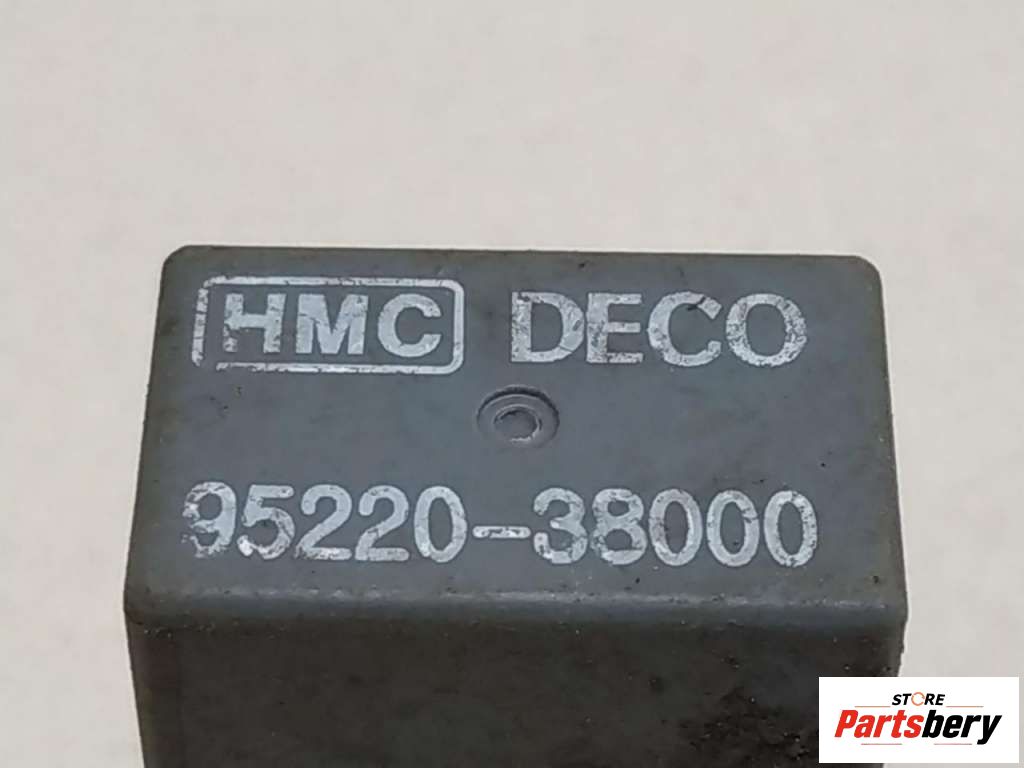 HMC DECO
95220-38000
STORE
Partsbery